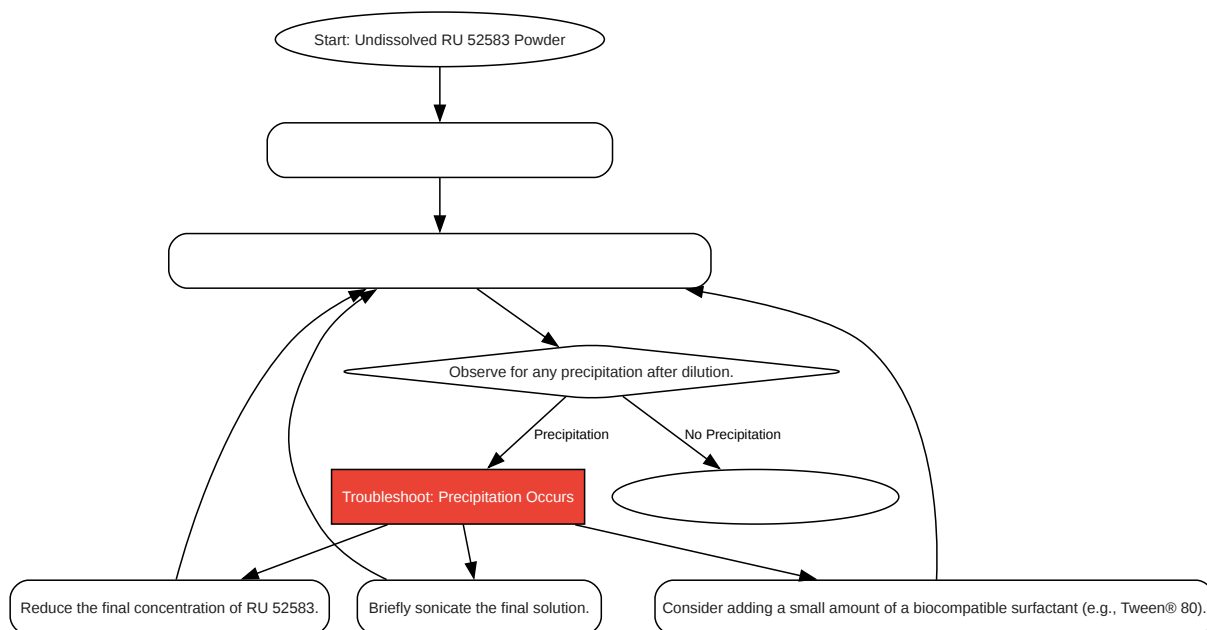 Start: Undissolved RU 52583 Powder
Observe for any precipitation after dilution.
Precipitation
No Precipitation
Troubleshoot: Precipitation Occurs
Reduce the final concentration of RU 52583.
Briefly sonicate the final solution.
Consider adding a small amount of a biocompatible surfactant (e.g., Tween® 80).